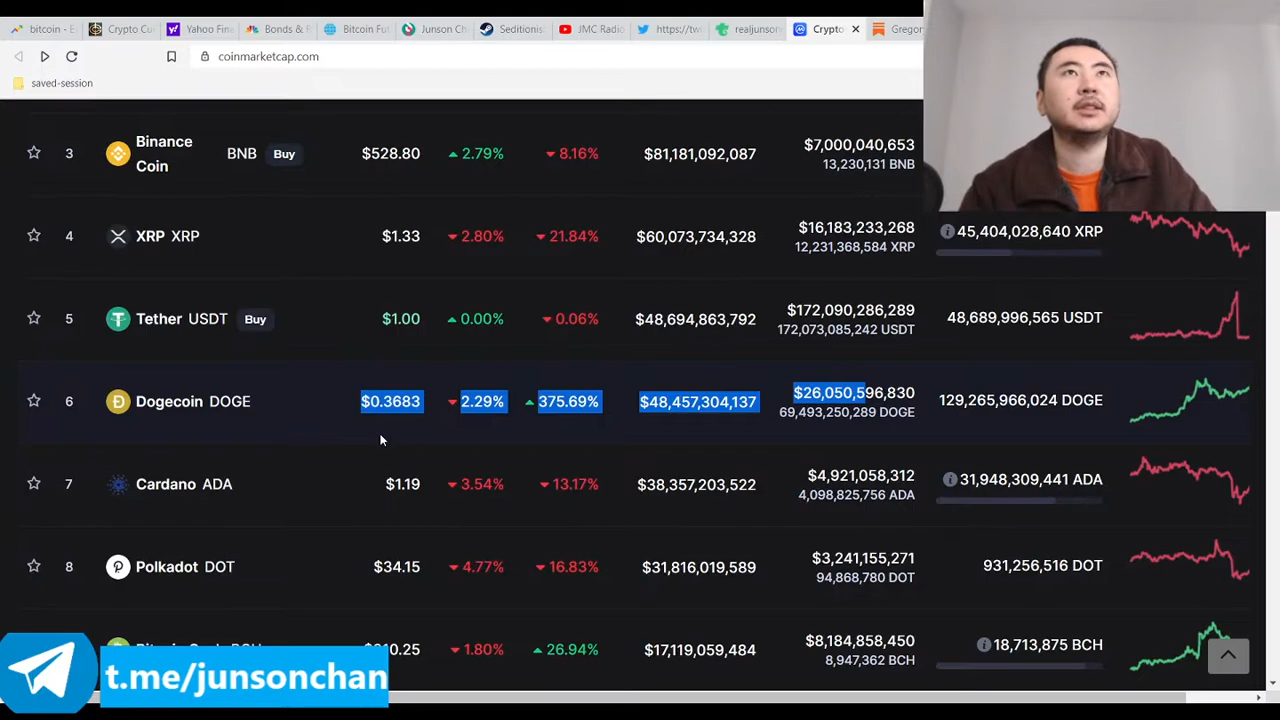 bitcoin - E
Crypto Cu
Yahoo Fina
Bonds & F
Bitcoin Fut
Junson Ch
Seditionis
JMC Radio
https://tw
realjunson
Crypto
Gregor
coinmarketcap.com
saved-session
3 Binance Coin BNB Buy $528.80 2.79% 8.16% $81,181,092,087 $7,000,040,653
13,230,131 BNB
4 XRP XRP $1.33 2.80% 21.84% $60,073,734,328 $16,183,233,268 45,404,028,640 XRP
12,231,368,584 XRP
5 Tether USDT Buy $1.00 0.00% 0.06% $48,694,863,792 $172,090,286,289 48,689,996,565 USDT
172,073,085,242 USDT
6 Dogecoin DOGE $0.3683 2.29% 375.69% $48,457,304,137 $26,050,596,830 129,265,966,024 DOGE
69,493,250,289 DOGE
7 Cardano ADA $1.19 3.54% 13.17% $38,357,203,522 $4,921,058,312 31,948,309,441 ADA
4,098,825,756 ADA
8 Polkadot DOT $34.15 4.77% 16.83% $31,816,019,589 $3,241,155,271 931,256,516 DOT
94,868,780 DOT
10.25 1.80% 26.94% $17,119,059,484 $8,184,858,450 18,713,875 BCH
8,947,362 BCH
t.me/junsonchan